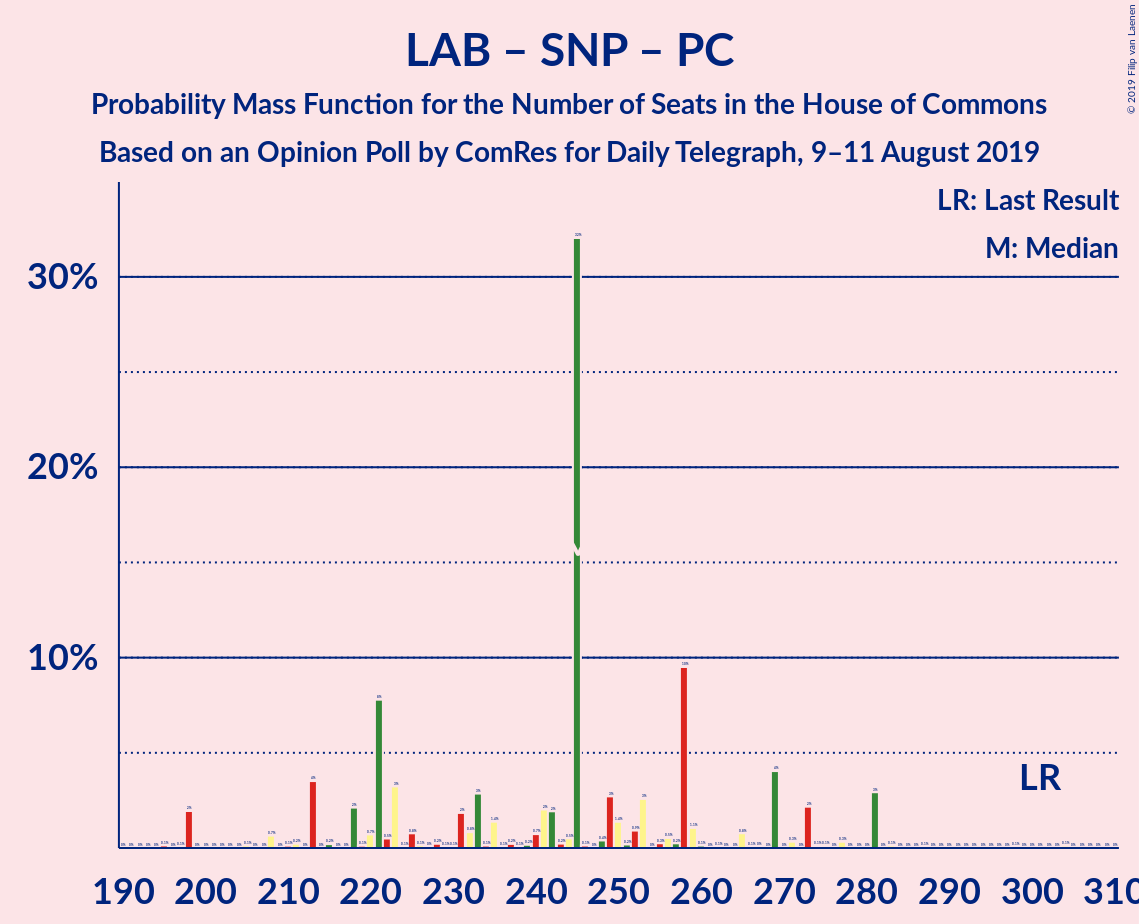 © 2019 Filip van Laenen
LAB – SNP – PC
Probability Mass Function for the Number of Seats in the House of Commons
Based on an Opinion Poll by ComRes for Daily Telegraph, 9–11 August 2019
LR: Last Result
M: Median
30%
20%
10%
LR
190 200 210 220 230 240 250 260 270 280 290 300 310